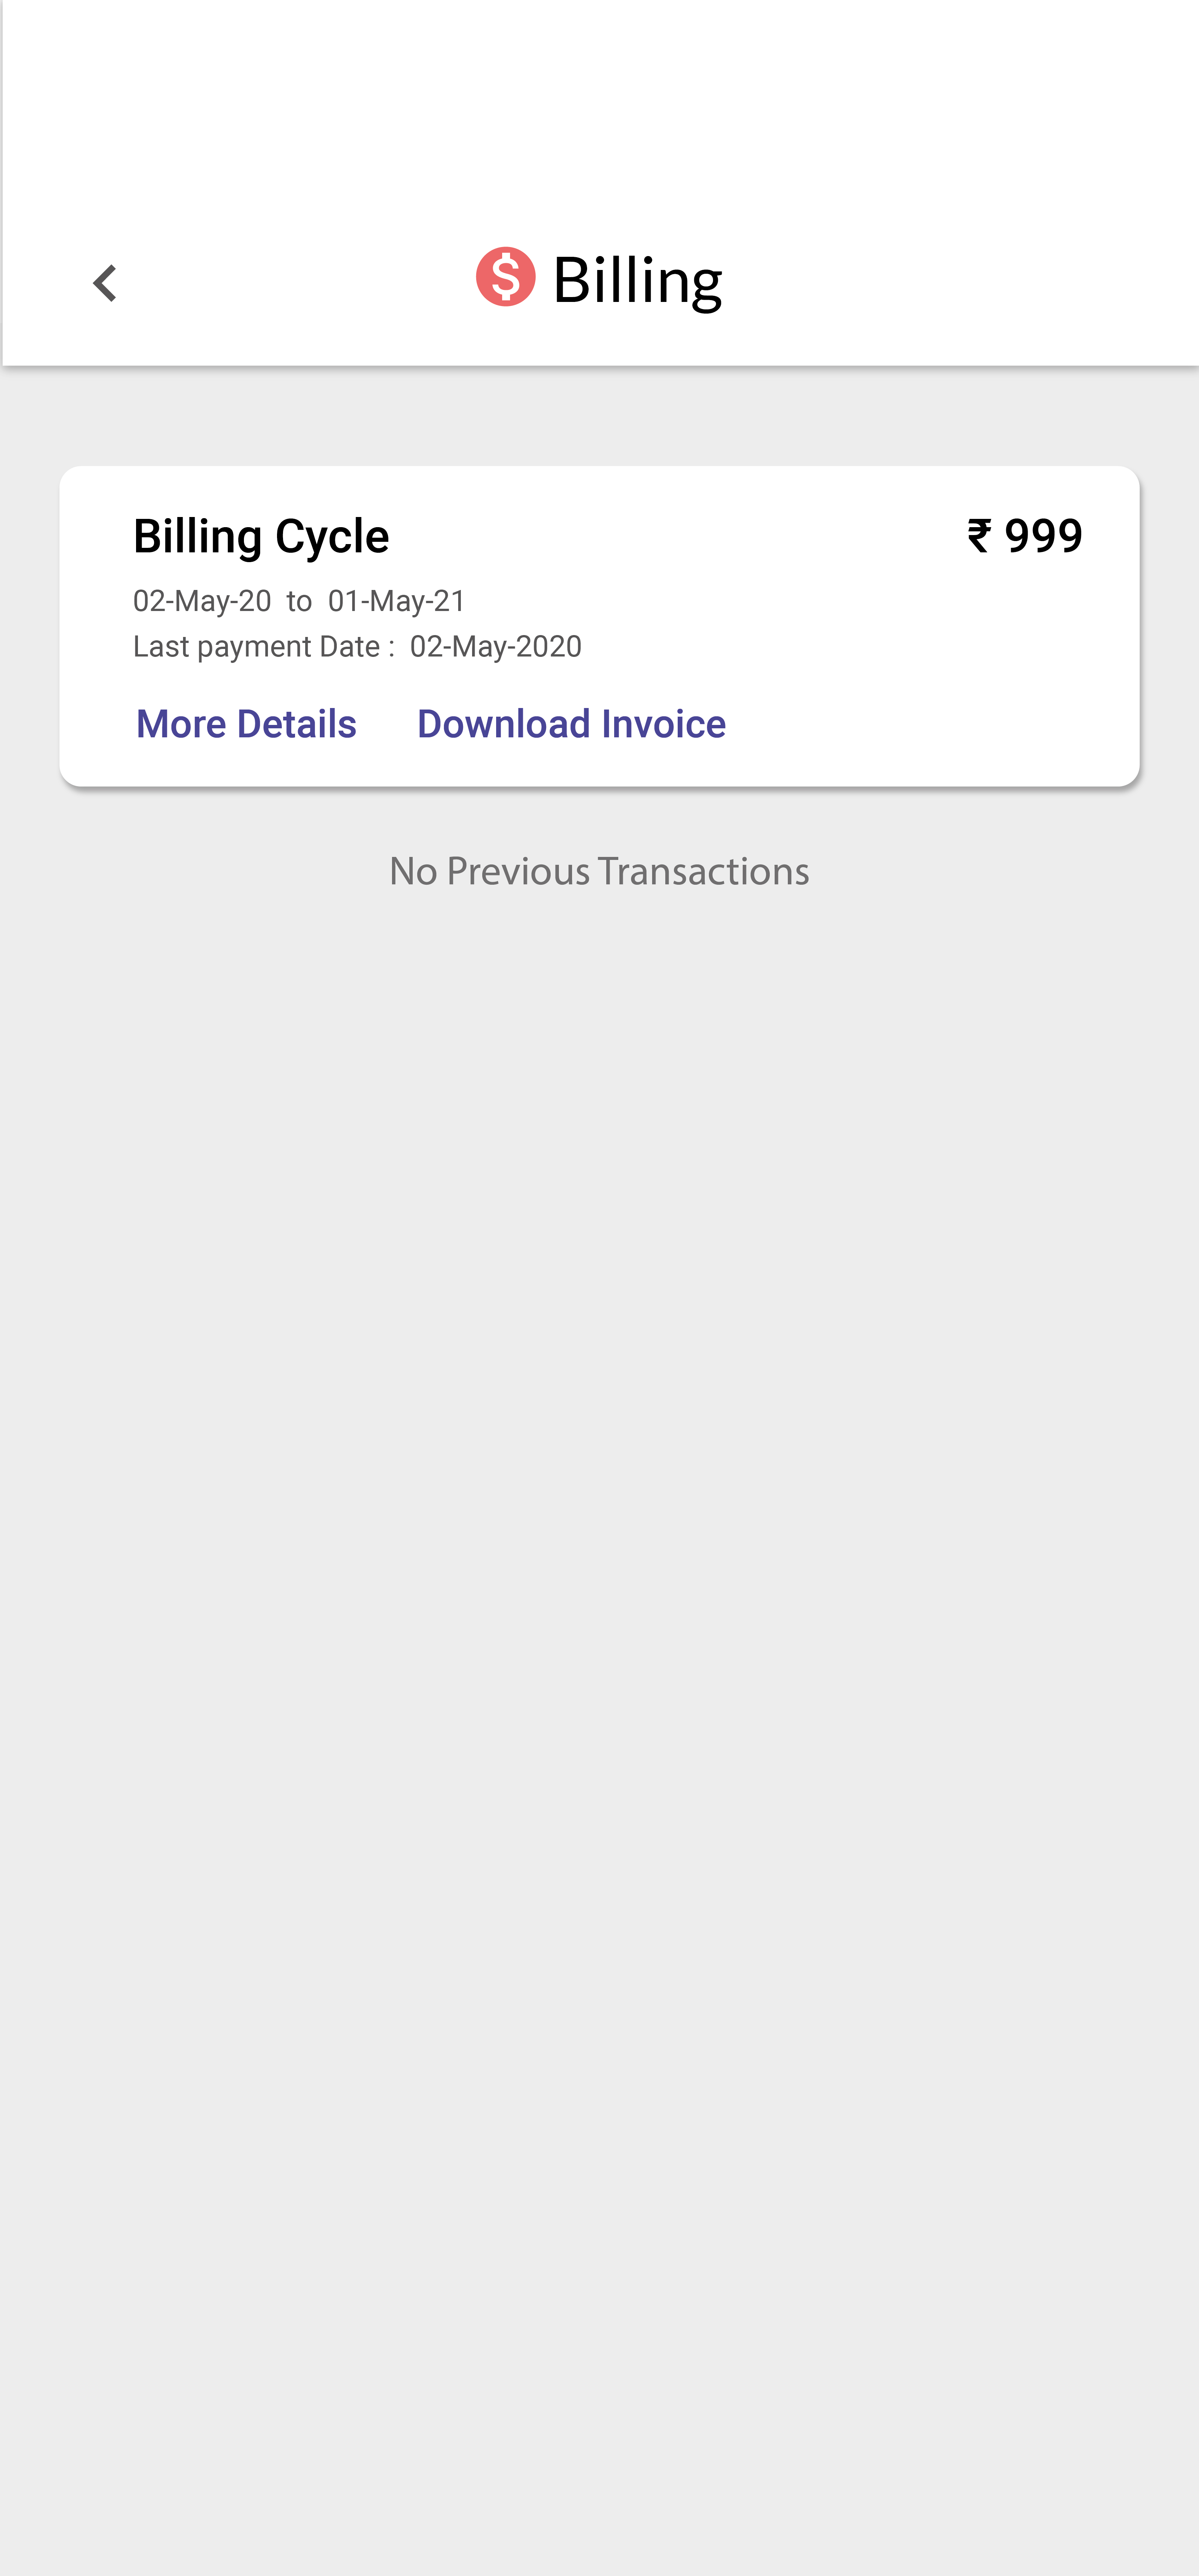 Billing
Billing Cycle
₹ 999
02-May-20 to 01-May-21
Last payment Date : 02-May-2020
More Details
Download Invoice
No Previous Transactions